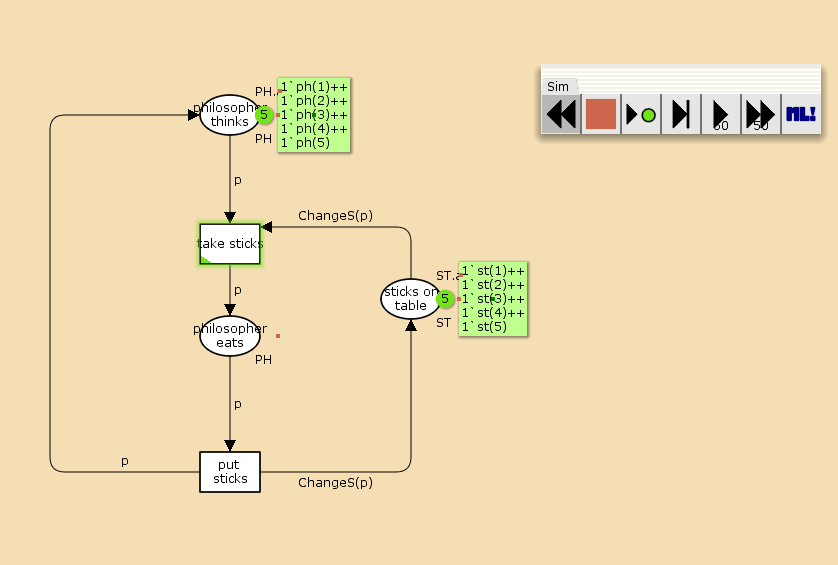 Sim
50
50
ML!
PH.
philosopher
thinks
5
1`ph(1)++
1`ph(2)++
1`ph(3)++
1`ph(4)++
1`ph(5)
PH
p
ChangeS(p)
take sticks
p
ST.a
sticks on
table
5
1`st(1)++
1`st(2)++
1`st(3)++
1`st(4)++
1`st(5)
ST
philosopher
eats
PH
p
p
put
sticks
ChangeS(p)